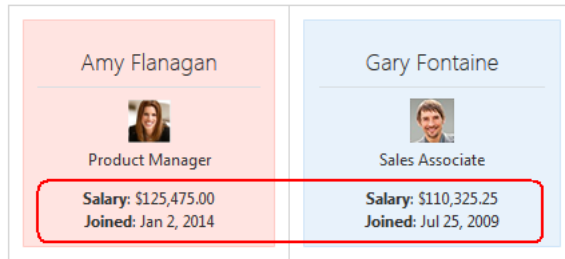 Amy Flanagan
Product Manager
Salary: $125,475.00
Joined: Jan 2, 2014
Gary Fontaine
Sales Associate
Salary: $110,325.25
Joined: Jul 25, 2009